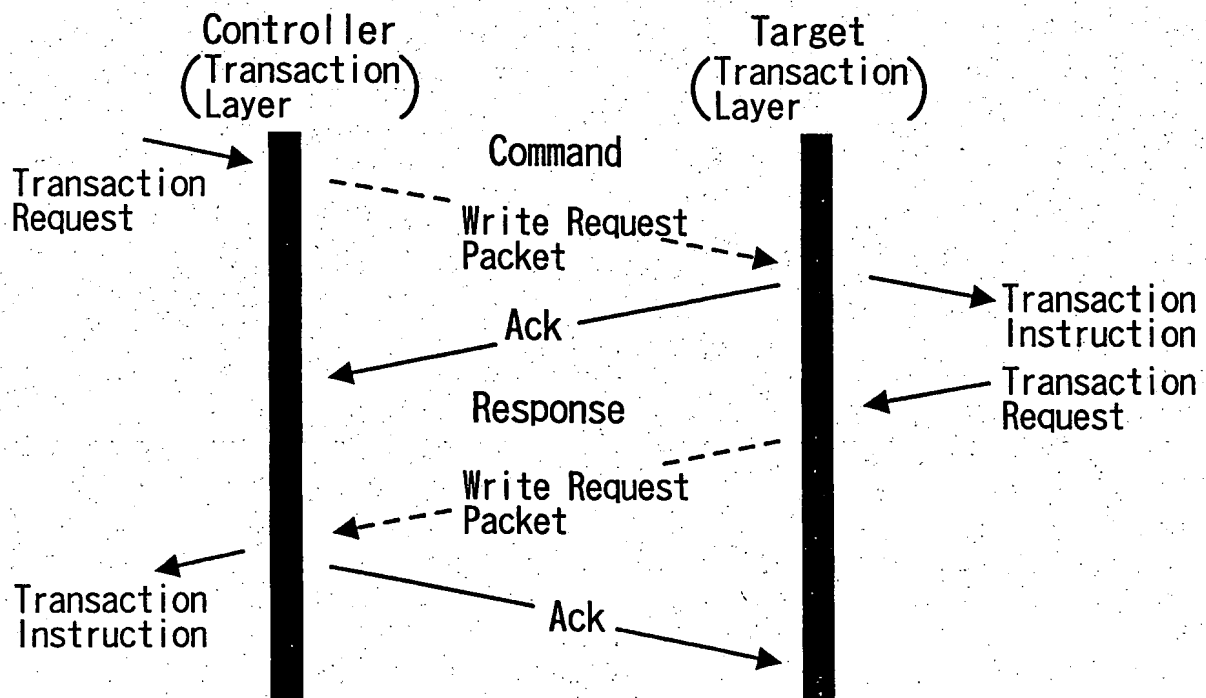 Controller
(Transaction
Layer)
Target
(Transaction
Layer)
Command
Transaction
Request
Write Request
Packet
Transaction
Instruction
Ack
Transaction
Request
Response
Write Request
Packet
Transaction
Instruction
Ack